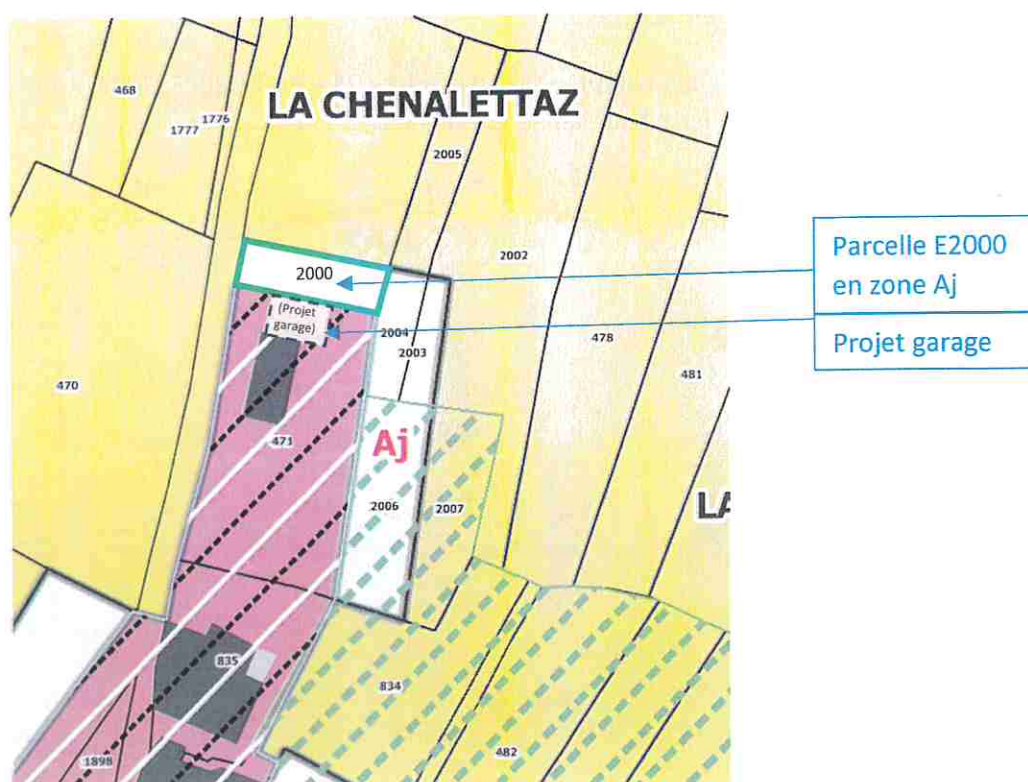 468
1776
1777
LA CHENALETTAZ
2005
2002
Parcelle E2000
en zone Aj
2000
(Projet
garage)
2004
2003
478
Projet garage
470
481
471
Aj
2006
2007
LA
835
834
482
1898